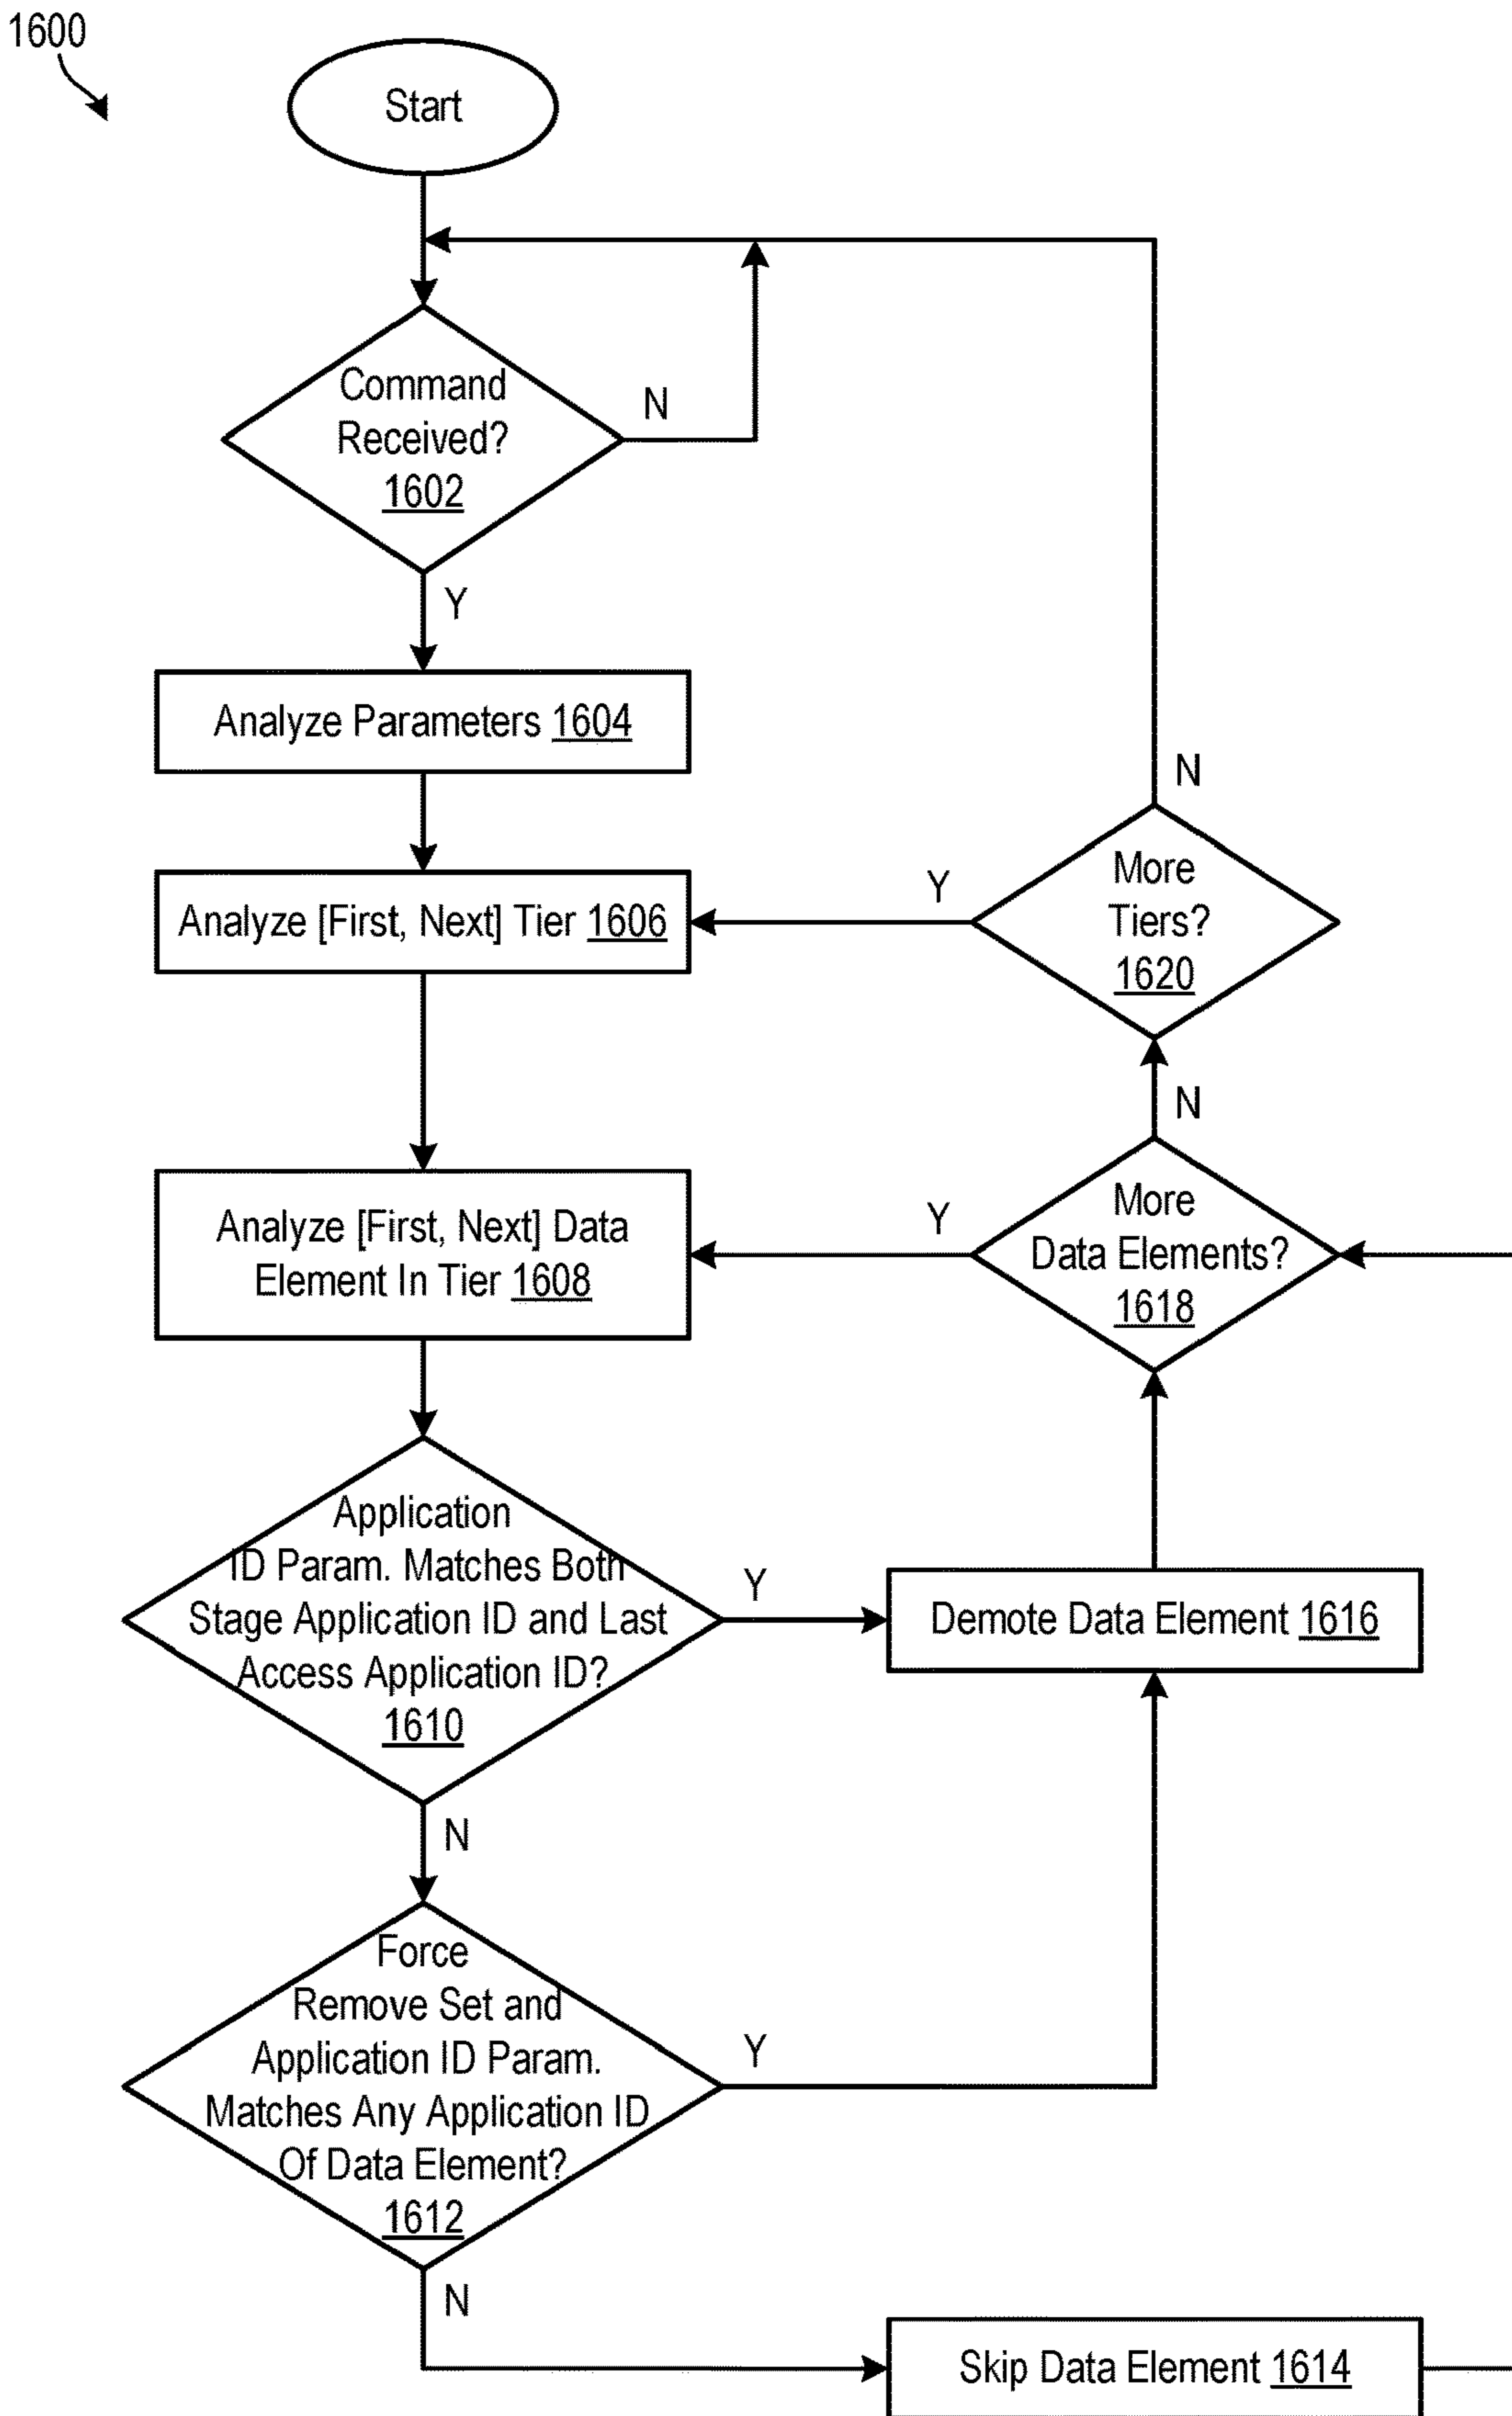 1600
Start
Command
Received?
1602
N
Y
Analyze Parameters 1604
N
Analyze [First, Next] Tier 1606
Y
More
Tiers?
1620
N
Analyze [First, Next] Data
Element In Tier 1608
Y
More
Data Elements?
1618
Application
ID Param. Matches Both
Stage Application ID and Last
Access Application ID?
1610
Y
Demote Data Element 1616
N
Force
Remove Set and
Application ID Param.
Matches Any Application ID
Of Data Element?
1612
Y
N
Skip Data Element 1614